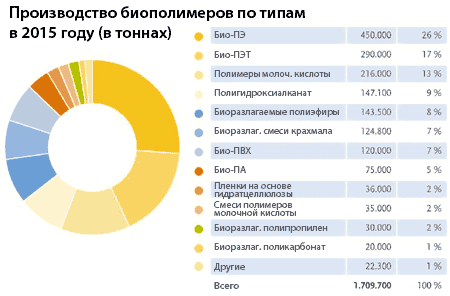 Производство биополимеров по типам
в 2015 году (в тоннах)
Био-ПЭ 450.000 26 %
Био-ПЭТ 290.000 17 %
Полимеры молоч. кислоты 216.000 13 %
Полигидроксиалканат 147.100 9 %
Биоразлагаемые полиэфиры 143.500 8 %
Биоразлаг. смеси крахмала 124.800 7 %
Био-ПВХ 120.000 7 %
Био-ПА 75.000 5 %
Пленки на основе
гидратцеллюлозы 36.000 2 %
Смеси полимеров
молочной кислоты 35.000 2 %
Биоразлаг. полипропилен 30.000 2 %
Биоразлаг. поликарбонат 20.000 1 %
Другие 22.300 1 %
Всего 1.709.700 100 %